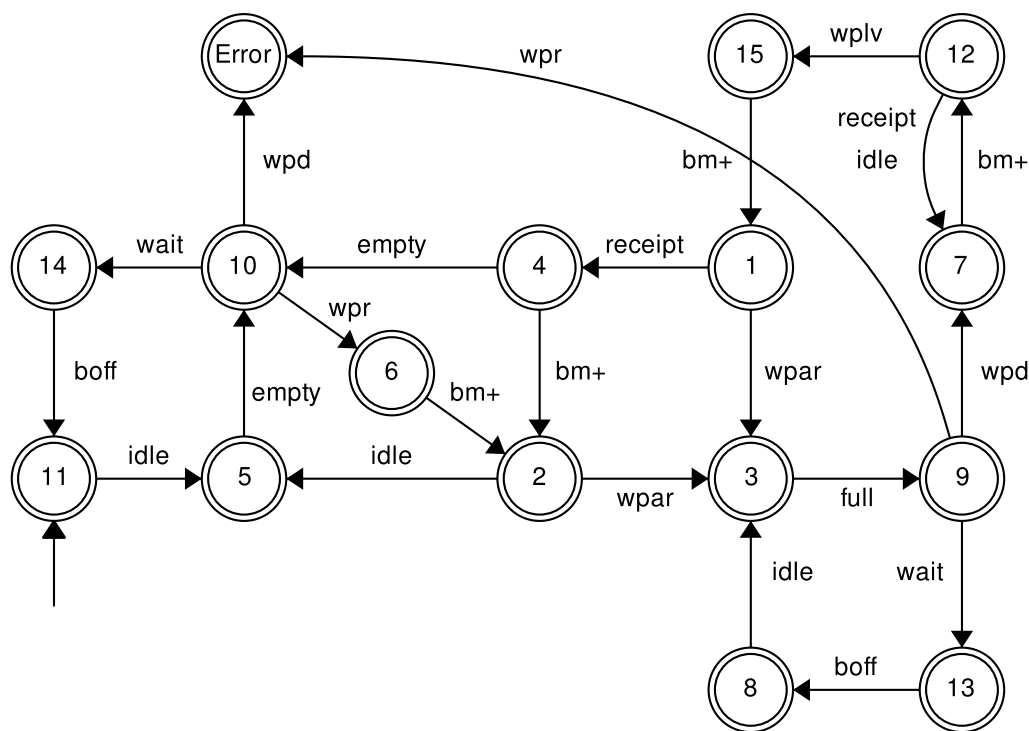 Error
wpr
15
wplv
12
receipt
idle
wpd
bm+
bm+
14
wait
10
empty
4
receipt
1
7
wpr
boff
6
bm+
bm+
wpar
wpd
empty
11
idle
5
idle
2
wpar
3
full
9
idle
wait
8
boff
13